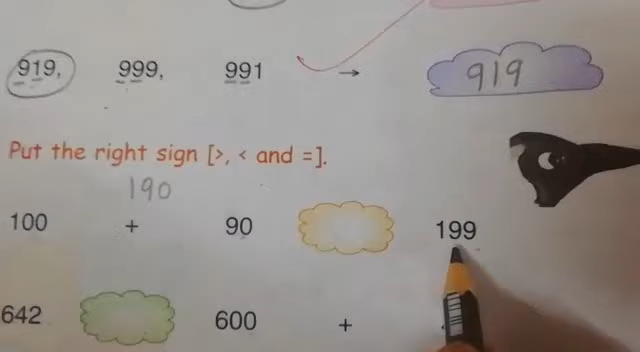 919, 999, 991 → 919
Put the right sign [>, < and =].
190
100 + 90 199
642 600 +